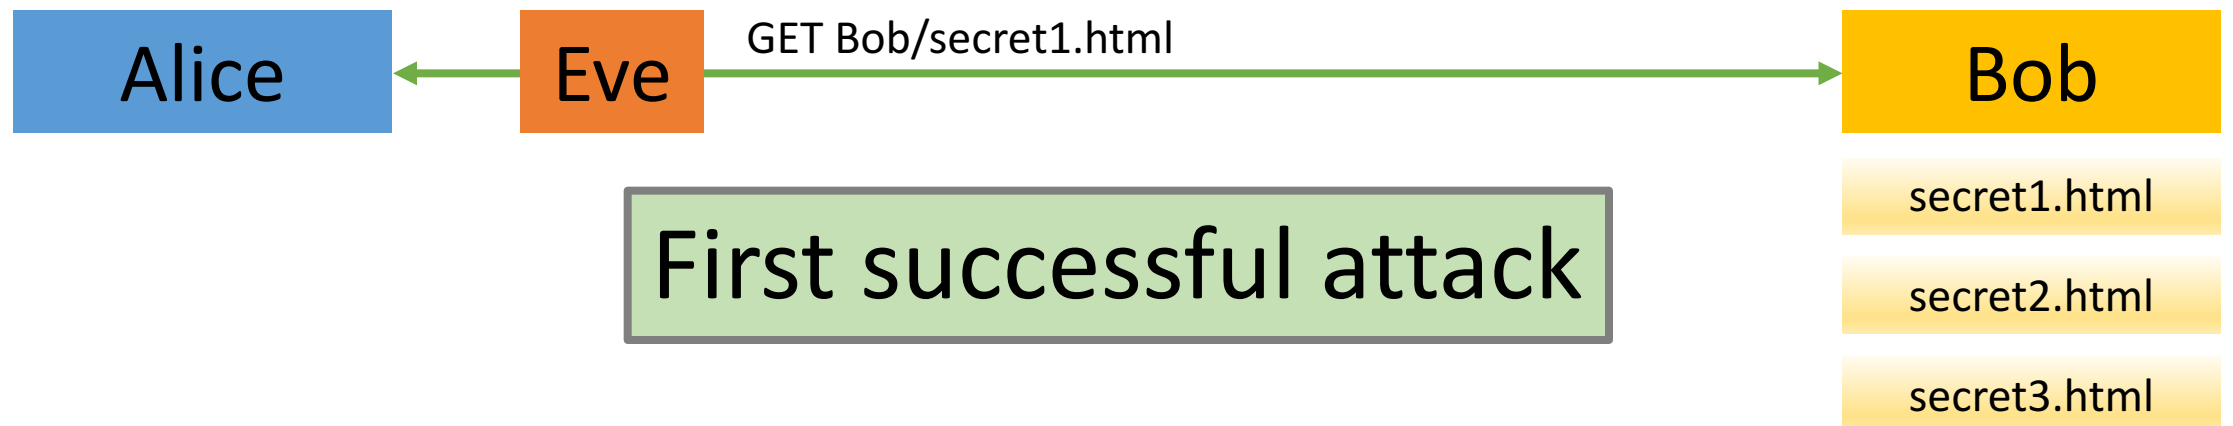 Alice
Eve
GET Bob/secret1.html
Bob
First successful attack
secret1.html
secret2.html
secret3.html